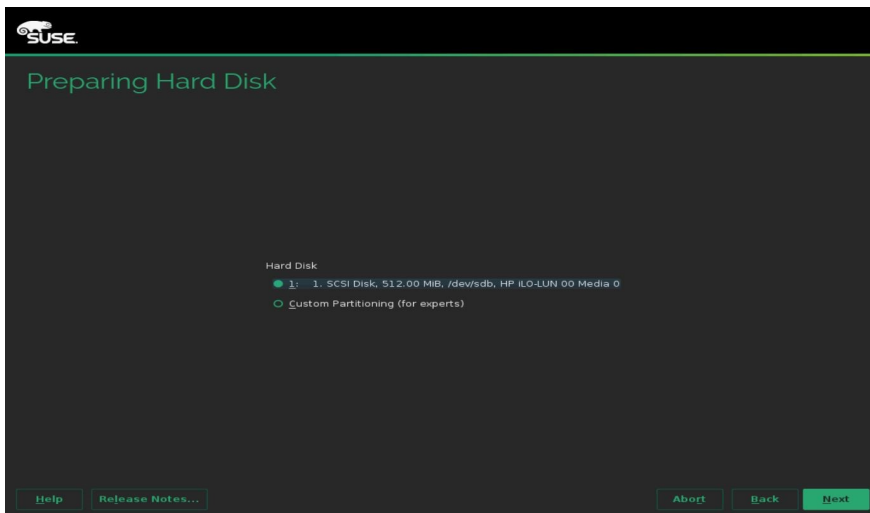 SUSE.
Preparing Hard Disk
Hard Disk
1: 1. SCSI Disk, 512.00 MiB, /dev/sdb, HP iLO-LUN 00 Media 0
Custom Partitioning (for experts)
Help Release Notes... Abort Back Next